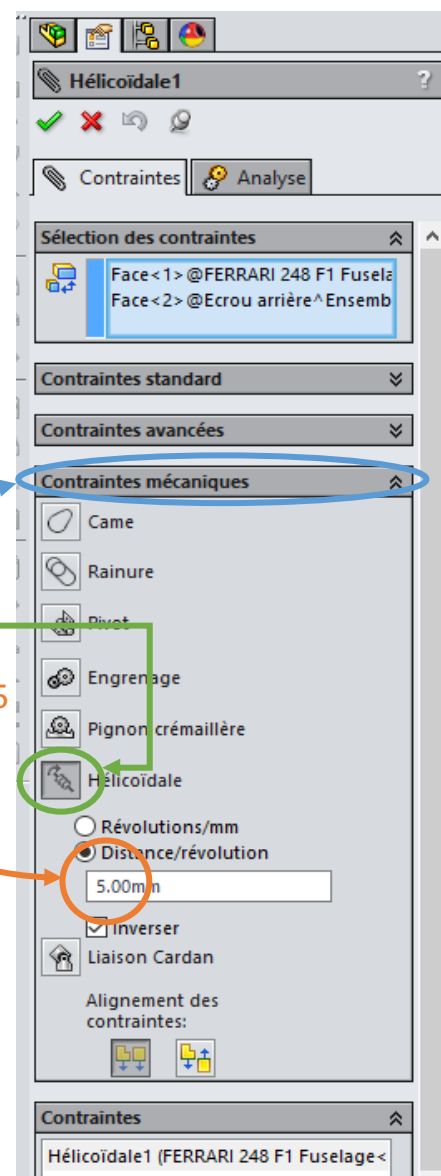 Hélicoïdale1
?
Contraintes
Analyse
Sélection des contraintes
Face<1>@FERRARI 248 F1 Fusela
Face<2>@Ecrou arrière^Ensemb
Contraintes standard
Contraintes avancées
Contraintes mécaniques
Came
Rainure
Pivot
Engrenage
5
Pignon crémaillère
Hélicoïdale
Révolutions/mm
Distance/révolution
5.00mm
Inverser
Liaison Cardan
Alignement des
contraintes:
Contraintes
Hélicoïdale1 (FERRARI 248 F1 Fuselage<